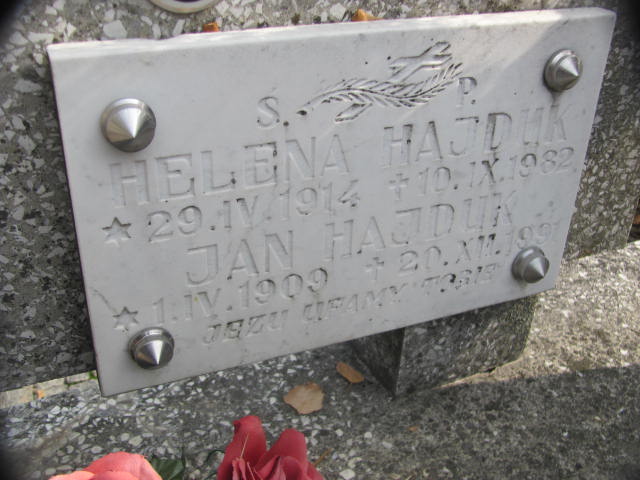 S. P.
HELENA HAJDUK
29.IV.1914 10.IX.1982
JAN HAJDUK
1.IV.1909 20.XII.1991
JEZU UFAMY TOBIE